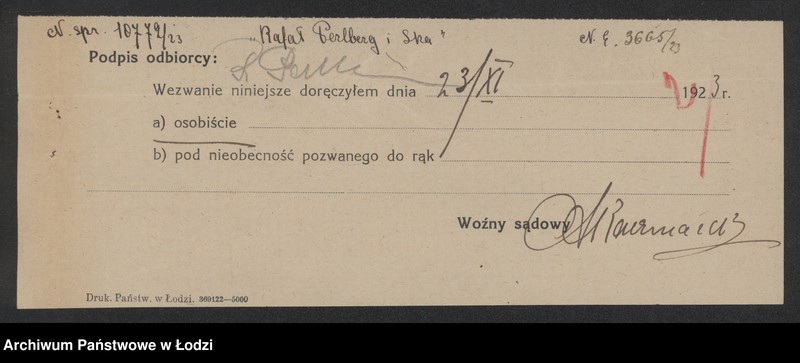 N. spr. 10772/23 „Rafał Perlberg i Ska" N. E. 3665/23
Podpis odbiorcy:
Wezwanie niniejsze doręczyłem dnia 23/XI 1923 r.
a) osobiście
b) pod nieobecność pozwanego do rąk
Woźny sądowy
Druk. Państw. w Łodzi. 369122—5000
Archiwum Państwowe w Łodzi